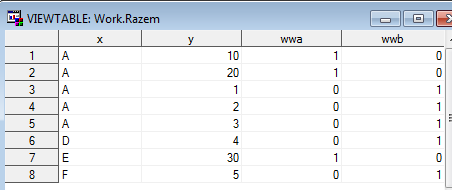 VIEWTABLE: Work.Razem
x y wwa wwb
1 A 10 1 0
2 A 20 1 0
3 A 1 0 1
4 A 2 0 1
5 A 3 0 1
6 D 4 0 1
7 E 30 1 0
8 F 5 0 1